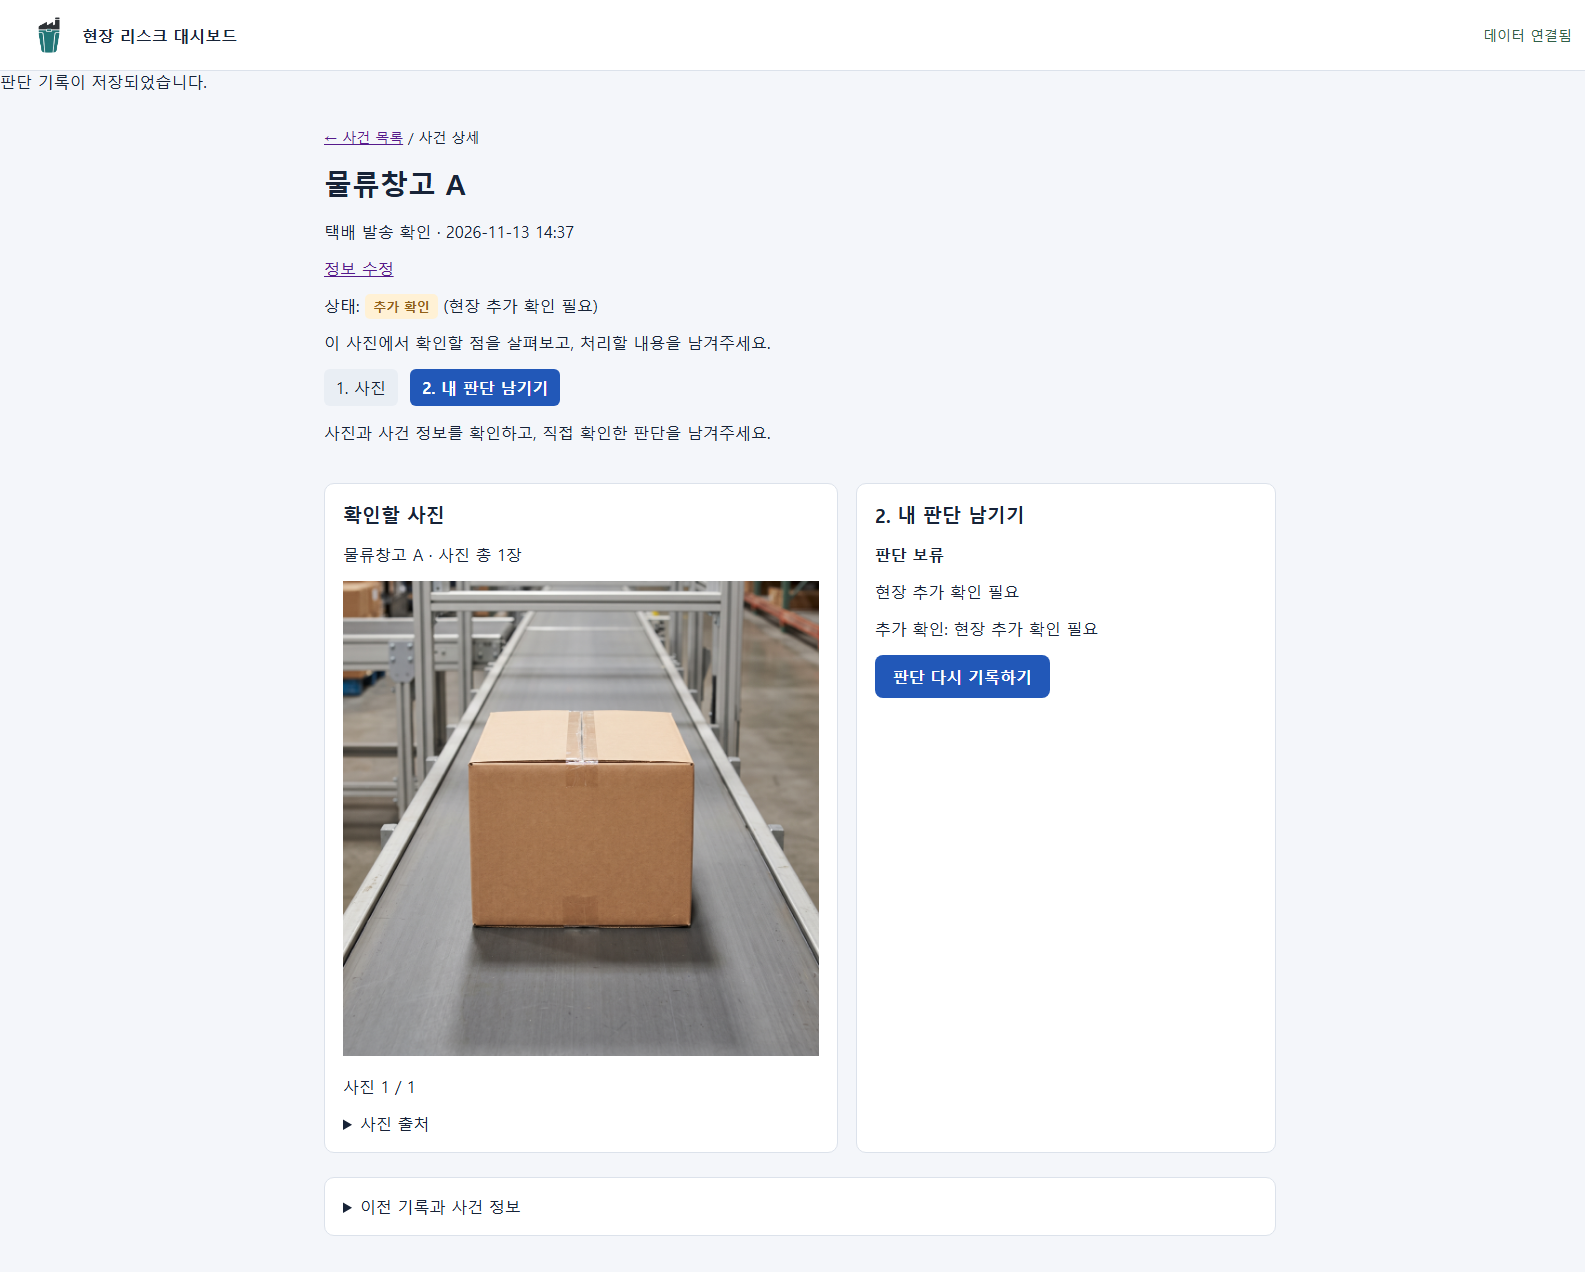 현장 리스크 대시보드
데이터 연결됨
판단 기록이 저장되었습니다.
← 사건 목록 / 사건 상세
물류창고 A
택배 발송 확인 · 2026-11-13 14:37
정보 수정
상태: 추가 확인 (현장 추가 확인 필요)
이 사진에서 확인할 점을 살펴보고, 처리할 내용을 남겨주세요.
1. 사진
2. 내 판단 남기기
사진과 사건 정보를 확인하고, 직접 확인한 판단을 남겨주세요.
확인할 사진
물류창고 A · 사진 총 1장
사진 1 / 1
▶ 사진 출처
2. 내 판단 남기기
판단 보류
현장 추가 확인 필요
추가 확인: 현장 추가 확인 필요
판단 다시 기록하기
▶ 이전 기록과 사건 정보